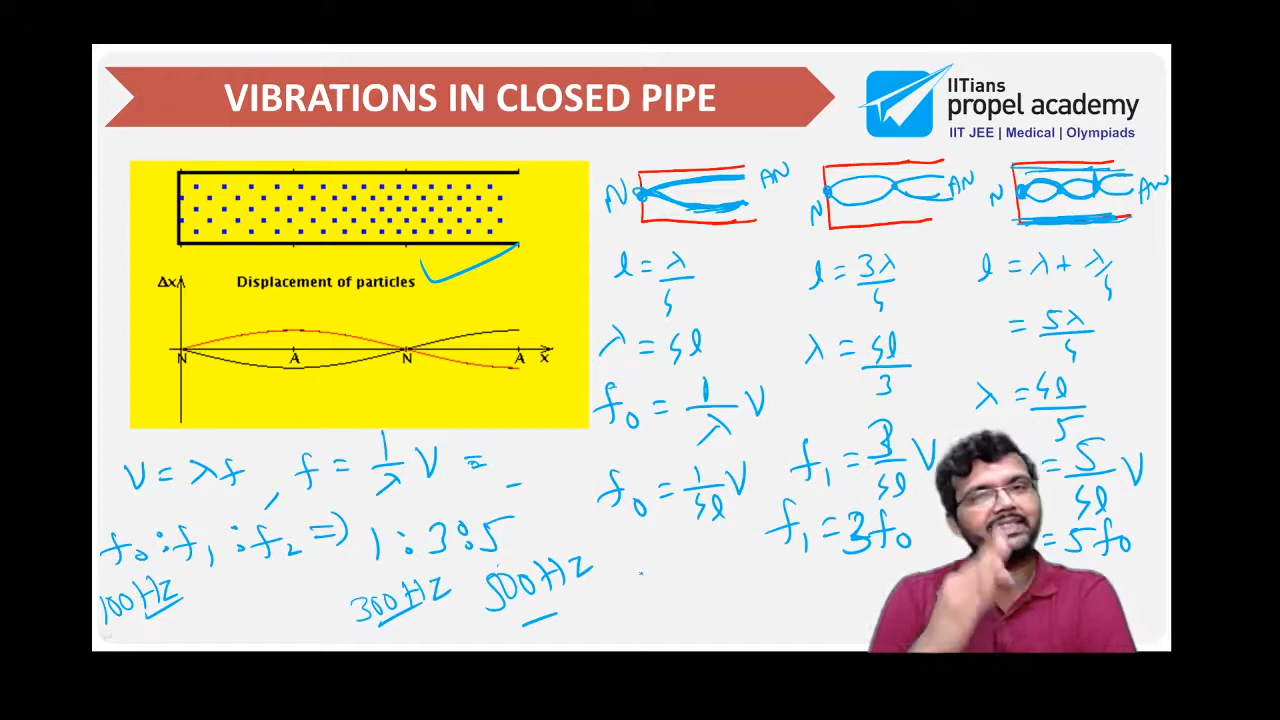 VIBRATIONS IN CLOSED PIPE
IITians
propel academy
IIT JEE | Medical | Olympiads
Δx
Displacement of particles
N A N A x
N AN
N AN
N AN
l = λ/4
λ = 4l
f₀ = 1/λ V
f₀ = 1/4l V
l = 3λ/4
λ = 4l/3
f₁ = 3/4l V
f₁ = 3f₀
l = λ + λ/4
= 5λ/4
λ = 4l/5
= 5/4l V
= 5f₀
V = λf , f = 1/λ V =
f₀ : f₁ : f₂ ⇒ 1 : 3 : 5
100Hz 300Hz 500Hz